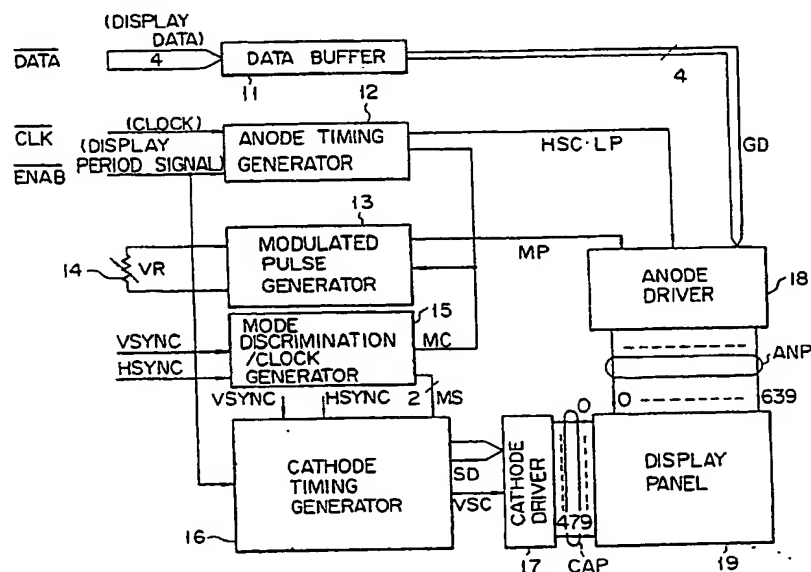 (DISPLAY
DATA)
DATA
4
DATA BUFFER
11
4
12
CLK
(CLOCK)
(DISPLAY
PERIOD SIGNAL)
ENAB
ANODE TIMING
GENERATOR
HSC·LP
GD
13
14
VR
MODULATED
PULSE
GENERATOR
MP
ANODE
DRIVER
18
15
VSYNC
HSYNC
MODE
DISCRIMINATION
/CLOCK
GENERATOR
MC
ANP
VSYNC
HSYNC
2
MS
0
0
639
CATHODE
TIMING
GENERATOR
16
SD
VSC
CATHODE
DRIVER
17
479
CAP
DISPLAY
PANEL
19